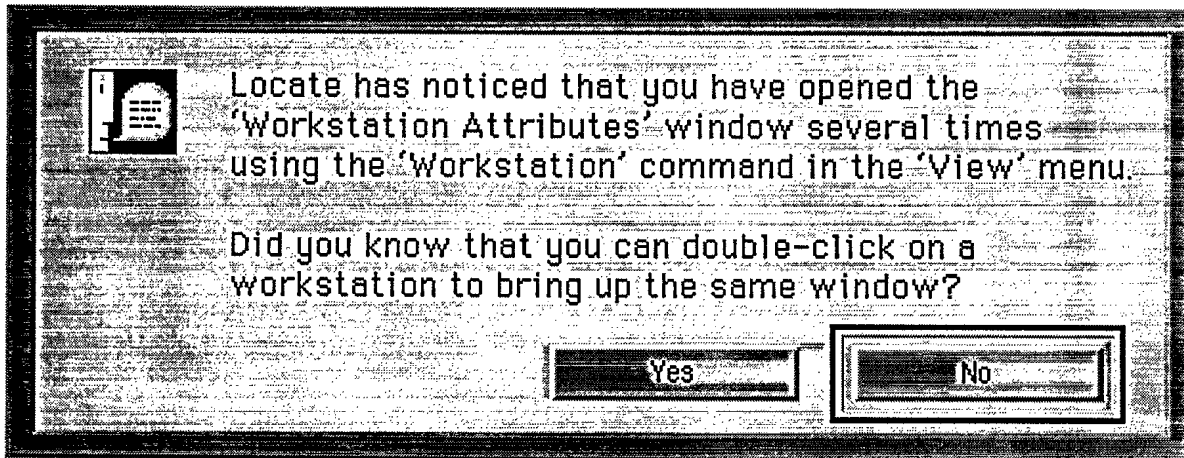 Locate has noticed that you have opened the
'Workstation Attributes' window several times
using the 'Workstation' command in the 'View' menu.
Did you know that you can double-click on a
workstation to bring up the same window?
Yes
No